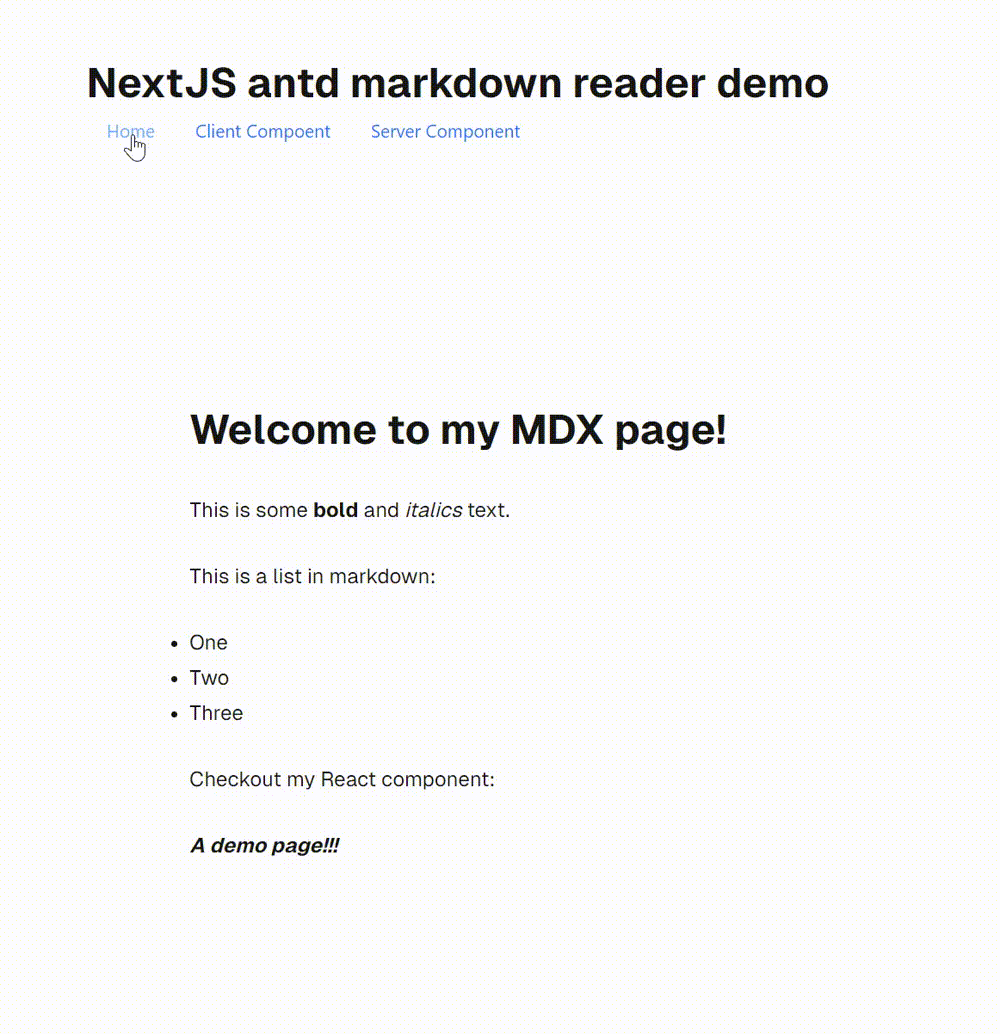 NextJS antd markdown reader demo
Home Client Compoent Server Component
Welcome to my MDX page!
This is some bold and italics text.
This is a list in markdown:
• One
• Two
• Three
Checkout my React component:
A demo page!!!